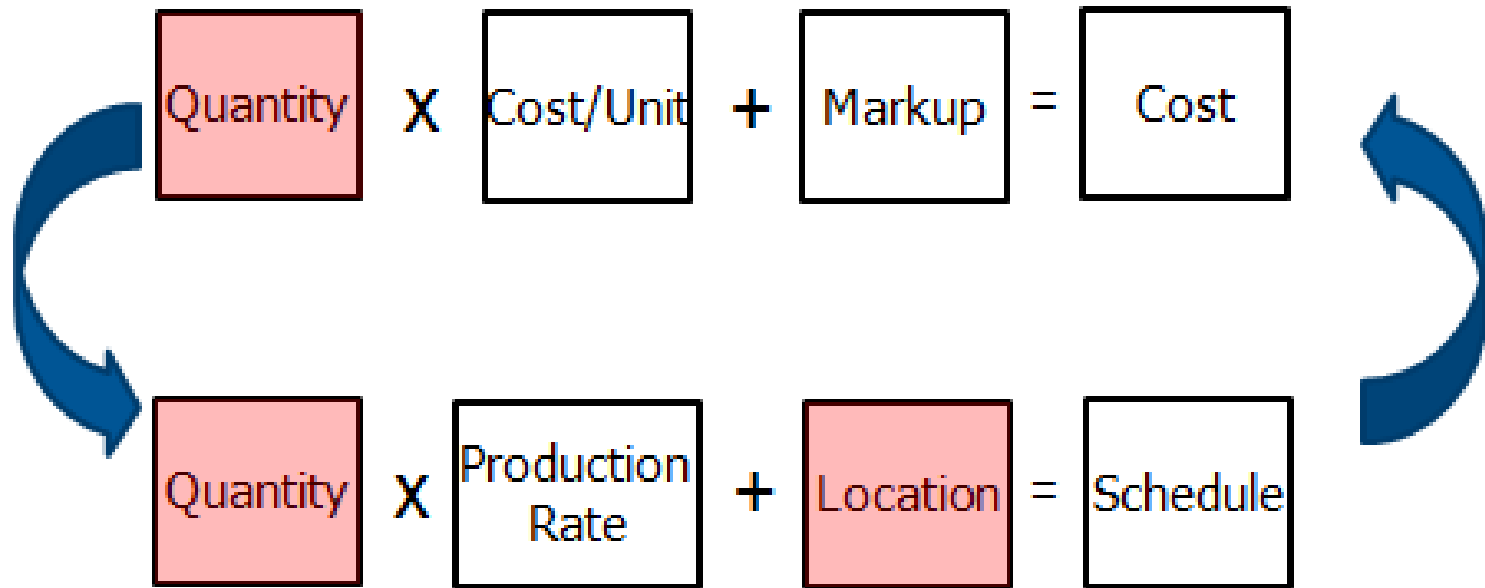 Quantity x Cost/Unit + Markup = Cost
Quantity x Production Rate + Location = Schedule